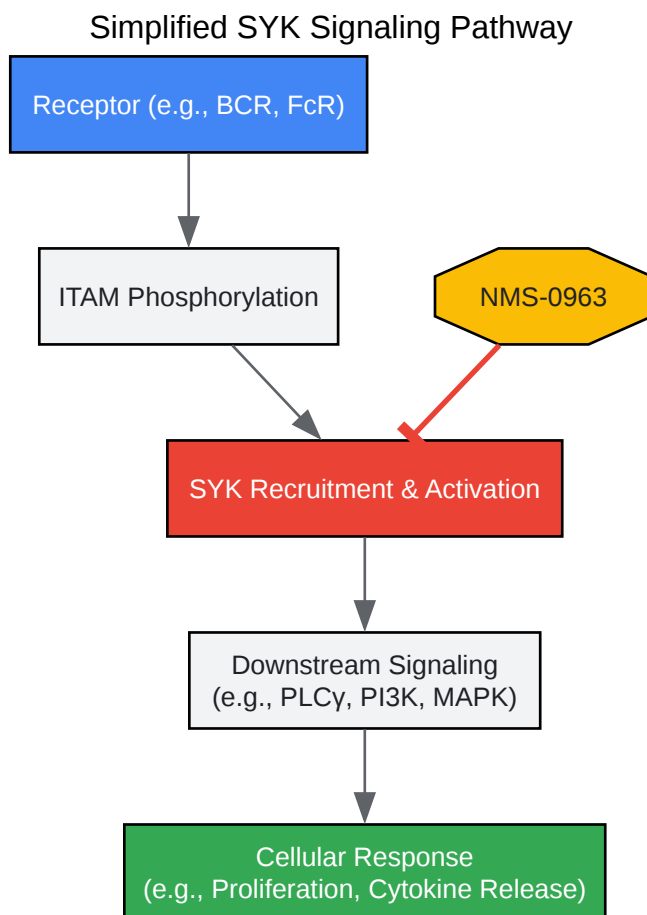 Simplified SYK Signaling Pathway
Receptor (e.g., BCR, FcR)
ITAM Phosphorylation
NMS-0963
SYK Recruitment & Activation
Downstream Signaling
(e.g., PLCγ, PI3K, MAPK)
Cellular Response
(e.g., Proliferation, Cytokine Release)